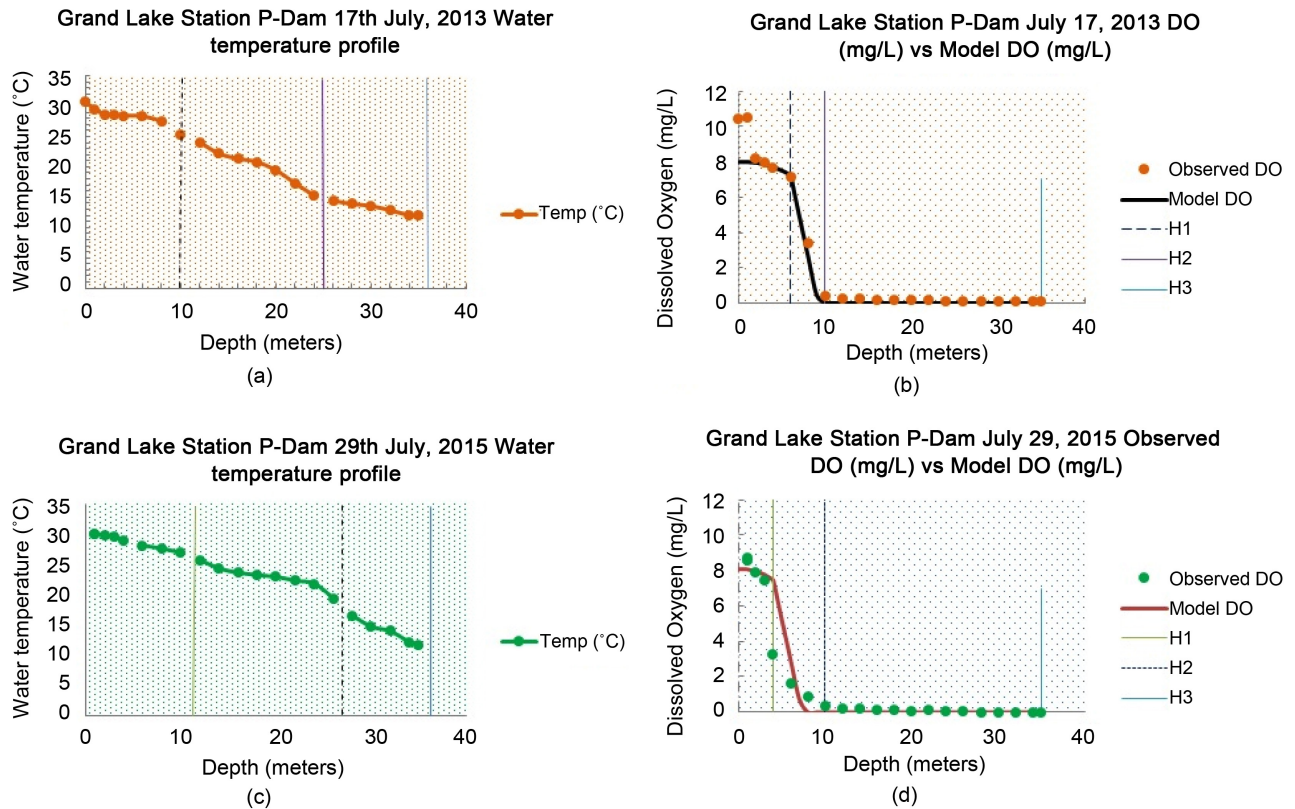 Grand Lake Station P-Dam 17th July, 2013 Water
temperature profile
Water temperature (˚C)
35
30
25
20
15
10
5
0
0 10 20 30 40
Depth (meters)
Temp (˚C)
(a)
Grand Lake Station P-Dam July 17, 2013 DO
(mg/L) vs Model DO (mg/L)
Dissolved Oxygen (mg/L)
12
10
8
6
4
2
0
0 10 20 30 40
Depth (meters)
Observed DO
Model DO
H1
H2
H3
(b)
Grand Lake Station P-Dam 29th July, 2015 Water
temperature profile
Water temperature (˚C)
35
30
25
20
15
10
5
0
0 10 20 30 40
Depth (meters)
Temp (˚C)
(c)
Grand Lake Station P-Dam July 29, 2015 Observed
DO (mg/L) vs Model DO (mg/L)
Dissolved Oxygen (mg/L)
12
10
8
6
4
2
0
0 10 20 30 40
Depth (meters)
Observed DO
Model DO
H1
H2
H3
(d)